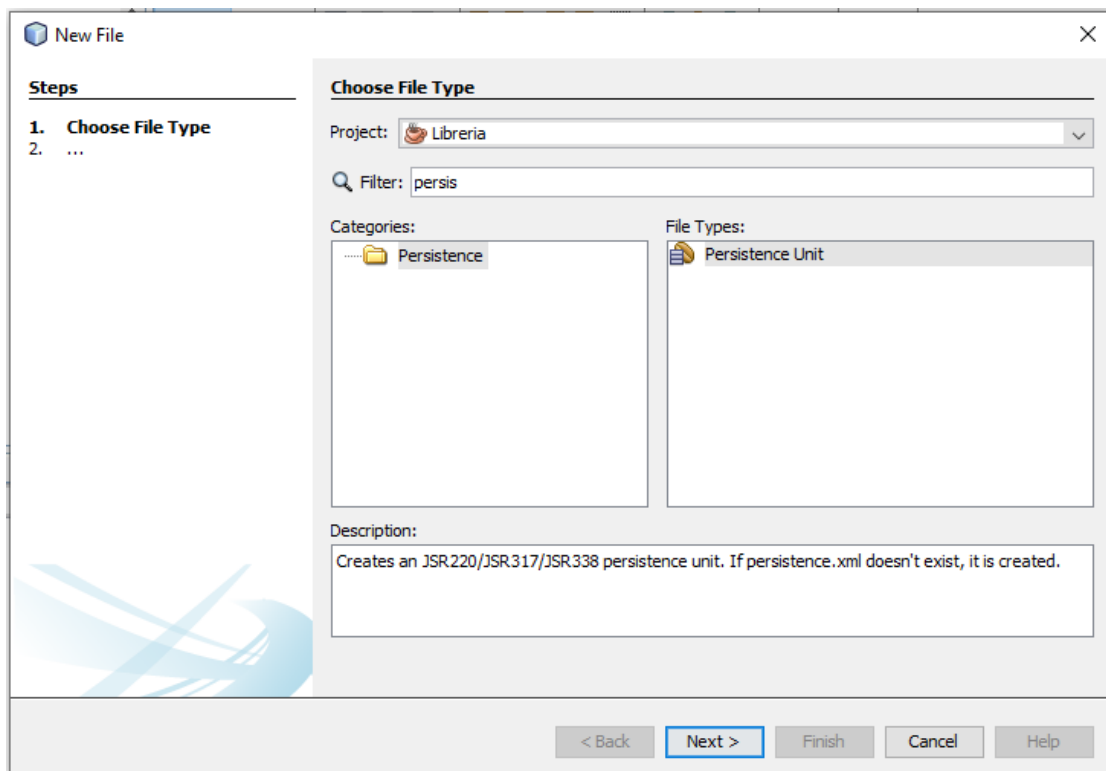 New File
Steps
1. Choose File Type
2. ...
Choose File Type
Project: Libreria
Filter: persis
Categories:
Persistence
File Types:
Persistence Unit
Description:
Creates an JSR220/JSR317/JSR338 persistence unit. If persistence.xml doesn't exist, it is created.
< Back
Next >
Finish
Cancel
Help